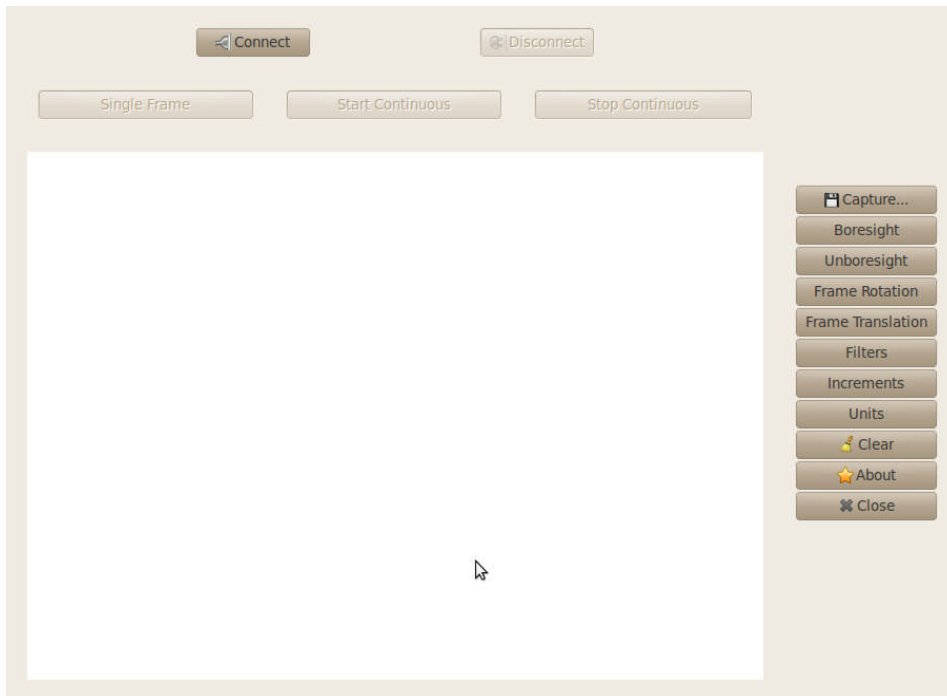 Connect
Disconnect
Single Frame
Start Continuous
Stop Continuous
Capture...
Boresight
Unboresight
Frame Rotation
Frame Translation
Filters
Increments
Units
Clear
About
Close